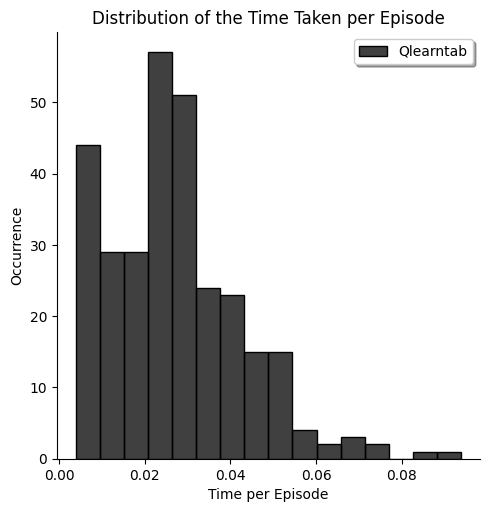 Distribution of the Time Taken per Episode
Qlearntab
50
40
30
20
10
0
Occurrence
0.00 0.02 0.04 0.06 0.08
Time per Episode